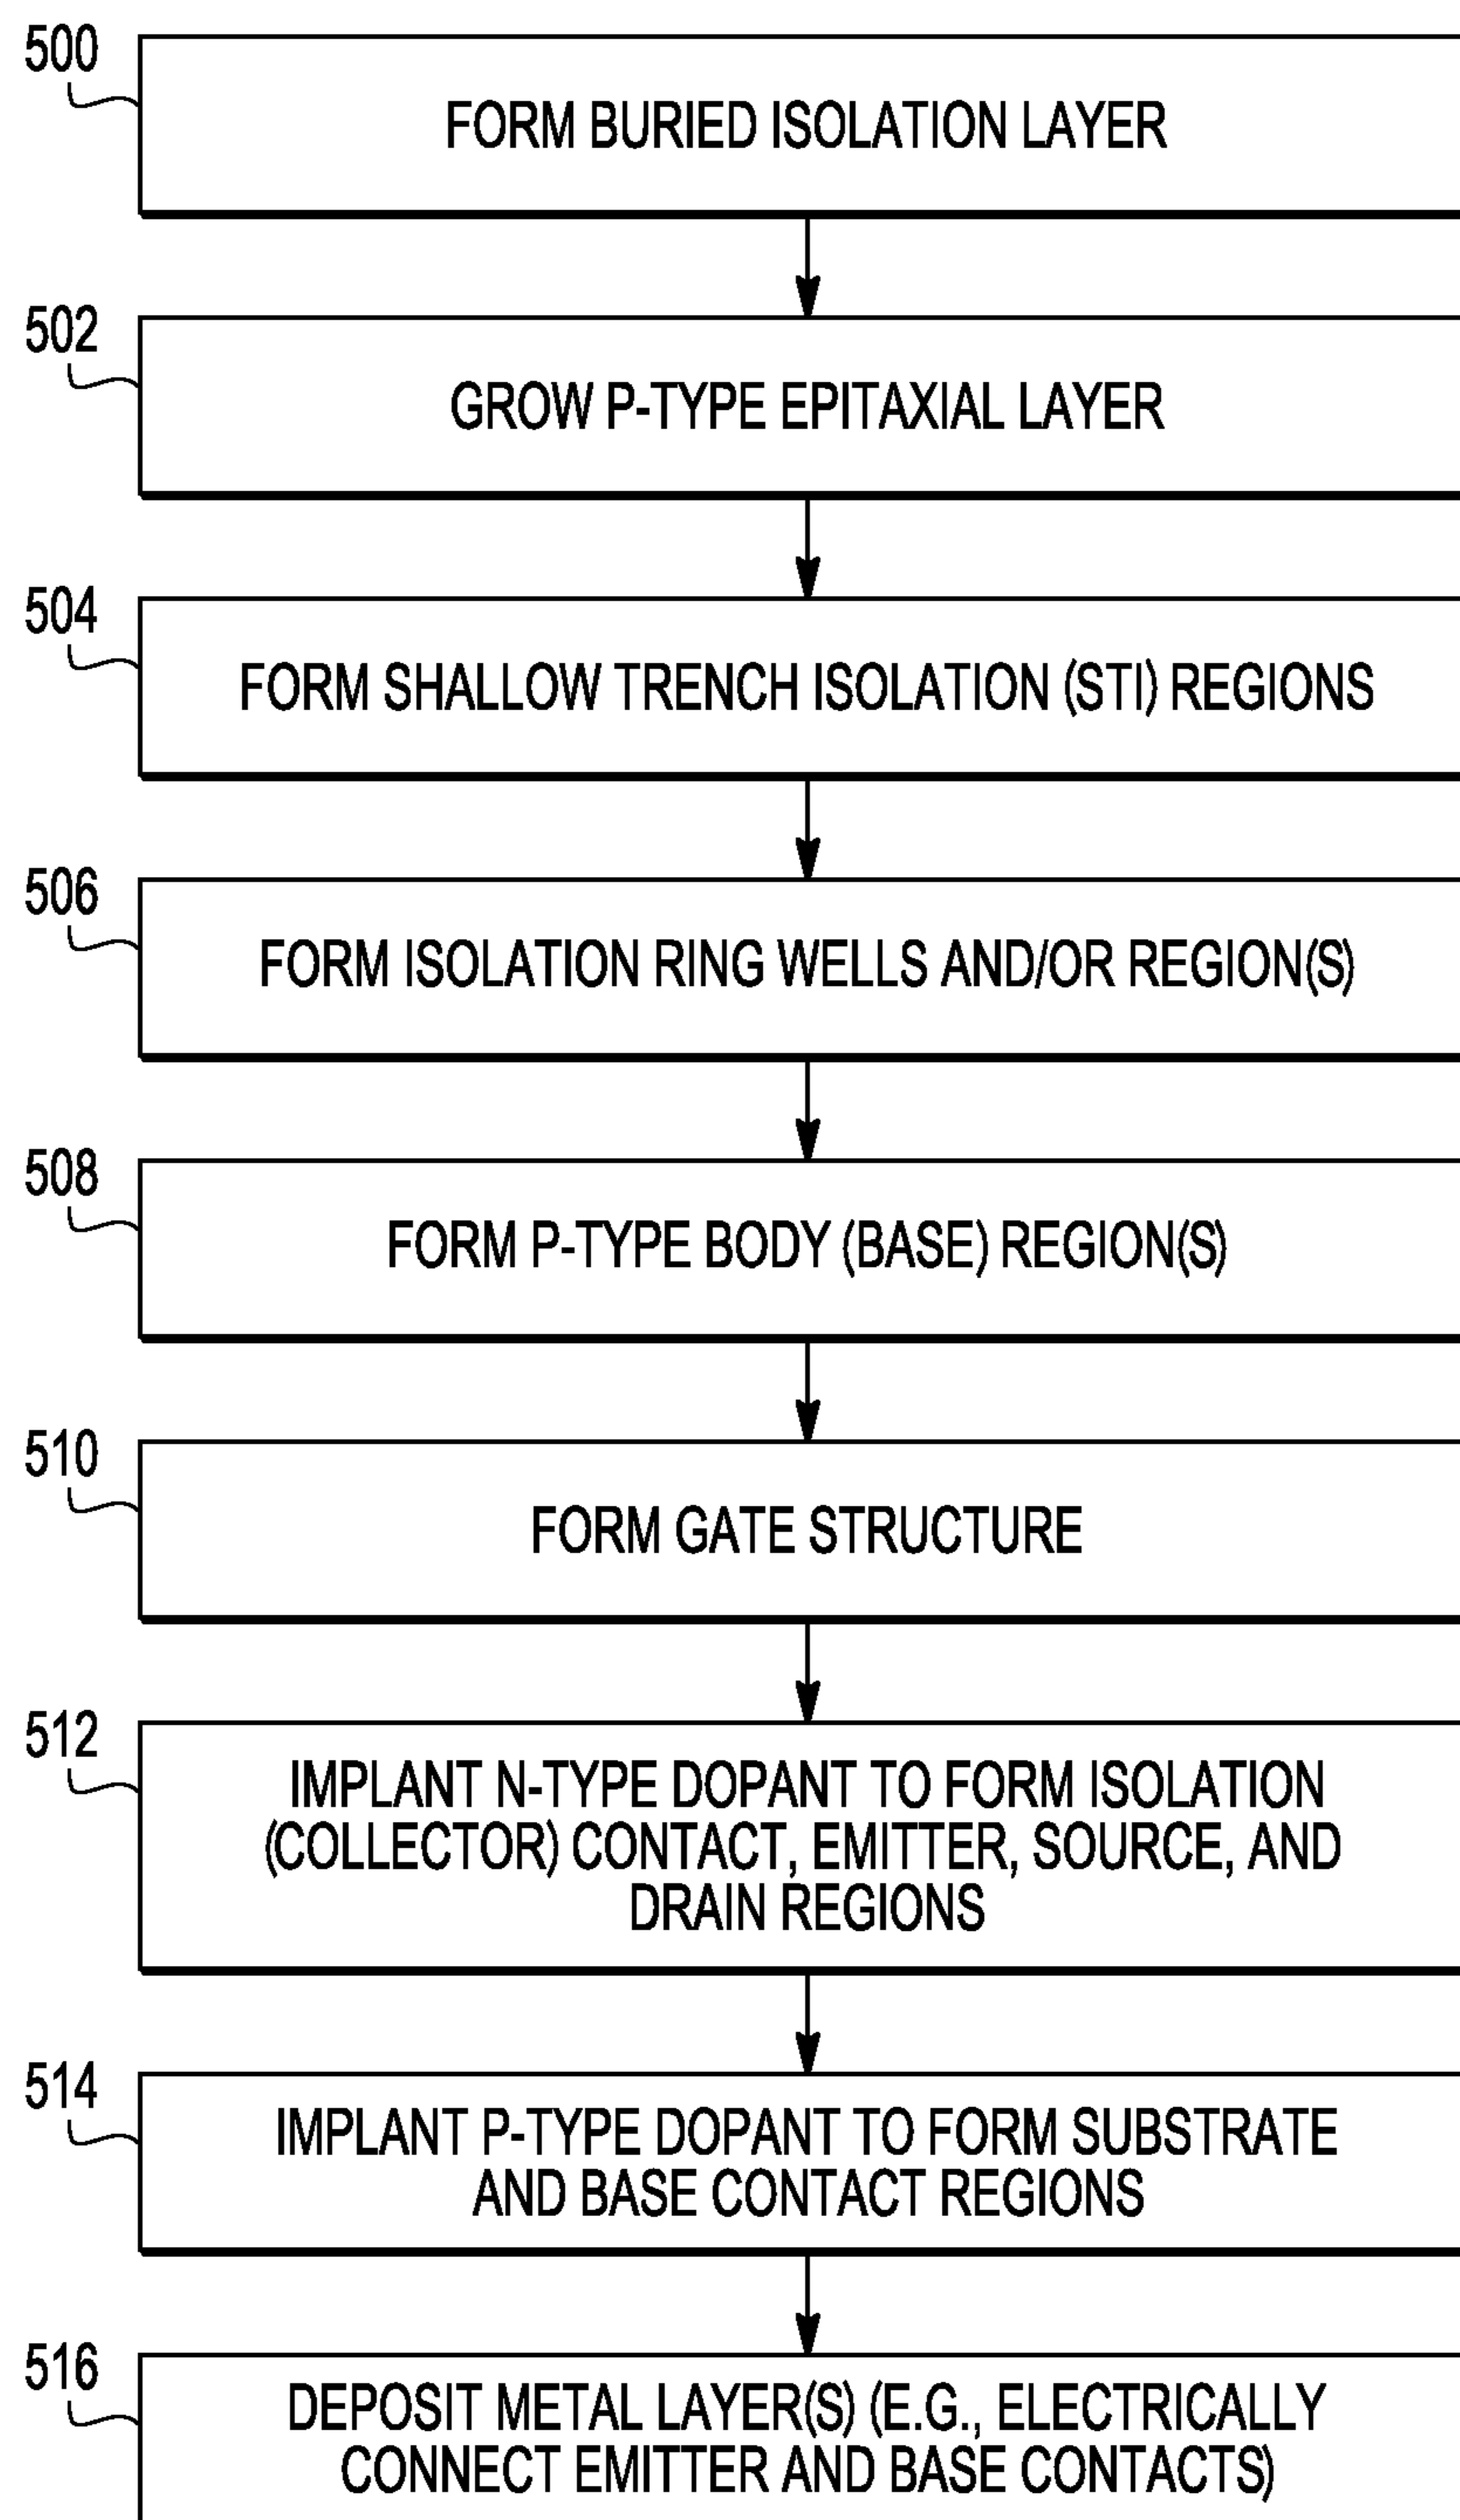 500
FORM BURIED ISOLATION LAYER
502
GROW P-TYPE EPITAXIAL LAYER
504
FORM SHALLOW TRENCH ISOLATION (STI) REGIONS
506
FORM ISOLATION RING WELLS AND/OR REGION(S)
508
FORM P-TYPE BODY (BASE) REGION(S)
510
FORM GATE STRUCTURE
512
IMPLANT N-TYPE DOPANT TO FORM ISOLATION
(COLLECTOR) CONTACT, EMITTER, SOURCE, AND
DRAIN REGIONS
514
IMPLANT P-TYPE DOPANT TO FORM SUBSTRATE
AND BASE CONTACT REGIONS
516
DEPOSIT METAL LAYER(S) (E.G., ELECTRICALLY
CONNECT EMITTER AND BASE CONTACTS)